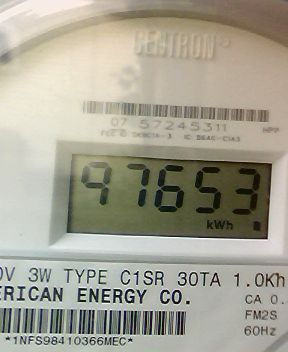 CENTRON
07 57245311 HPP
97653
kWh
0V 3W TYPE C1SR 30TA 1.0Kh
ERICAN ENERGY CO. CA 0.
FM2S
60Hz
*1NFS98410366MEC*